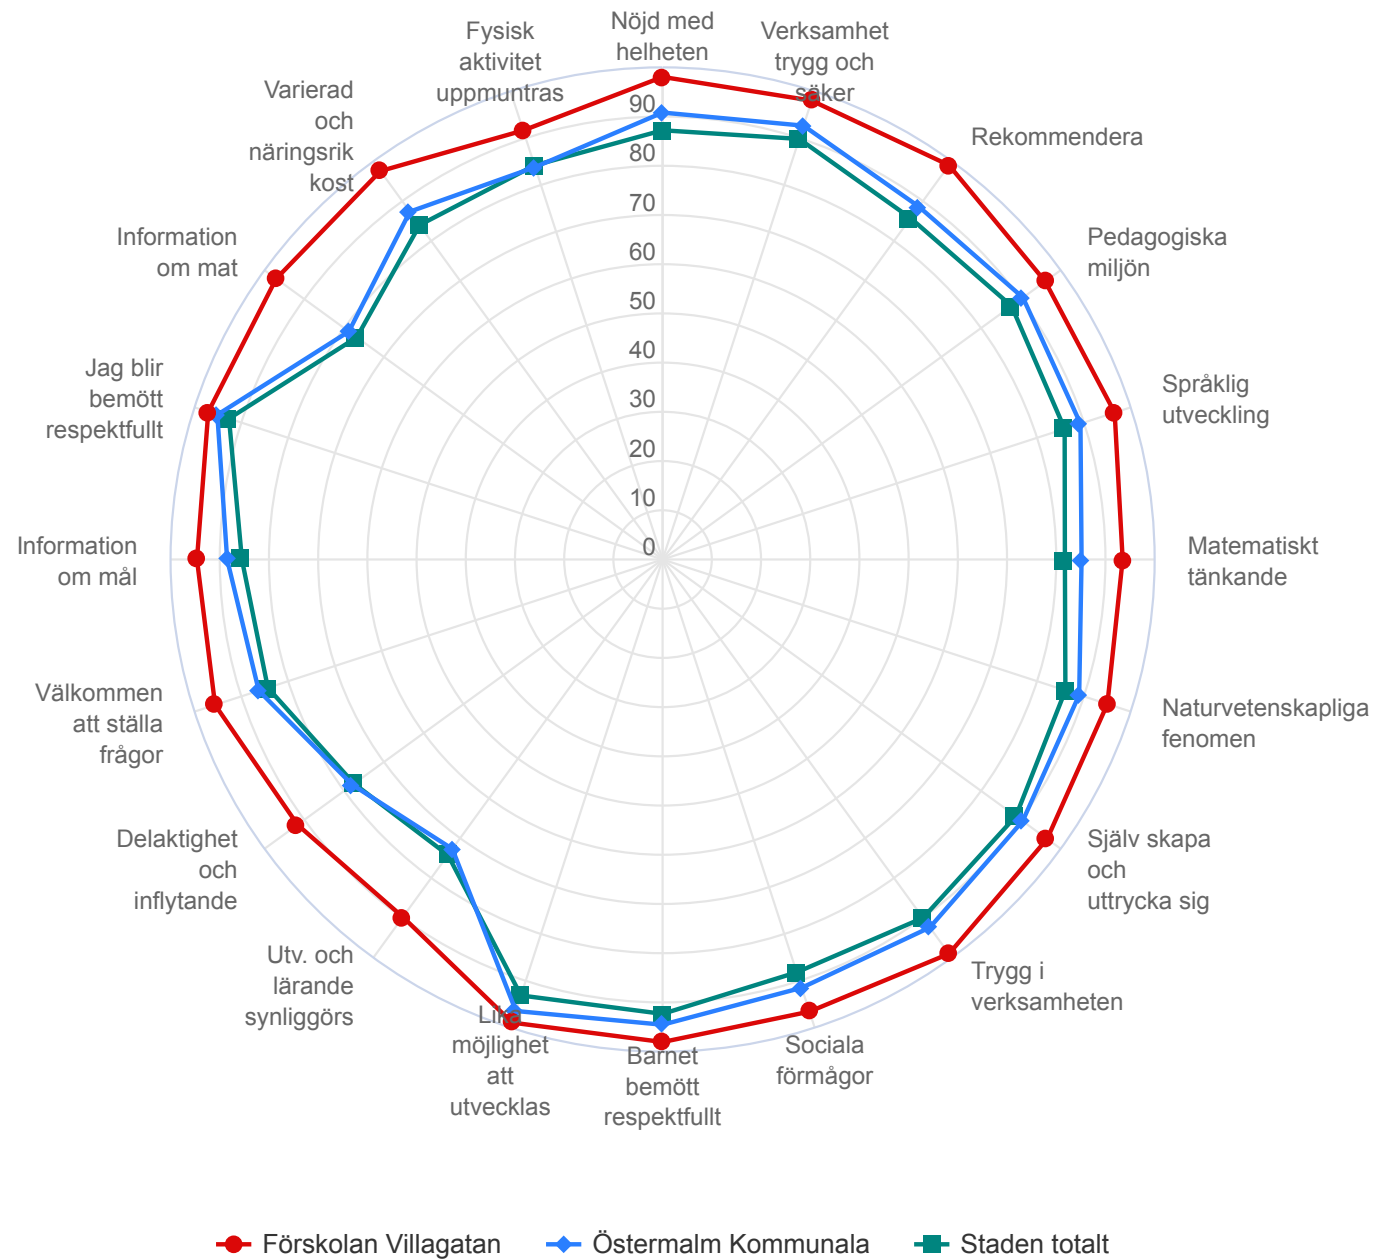 Nöjd med
helheten
Verksamhet
trygg och
säker
Rekommendera
Pedagogiska
miljön
Språklig
utveckling
Matematiskt
tänkande
Naturvetenskapliga
fenomen
Själv skapa
och
uttrycka sig
Trygg i
verksamheten
Sociala
förmågor
Barnet
bemött
respektfullt
Lika
möjlighet
att
utvecklas
Utv. och
lärande
synliggörs
Delaktighet
och
inflytande
Välkommen
att ställa
frågor
Information
om mål
Jag blir
bemött
respektfullt
Information
om mat
Varierad
och
näringsrik
kost
Fysisk
aktivitet
uppmuntras
90
80
70
60
50
40
30
20
10
0
Förskolan Villagatan
Östermalm Kommunala
Staden totalt